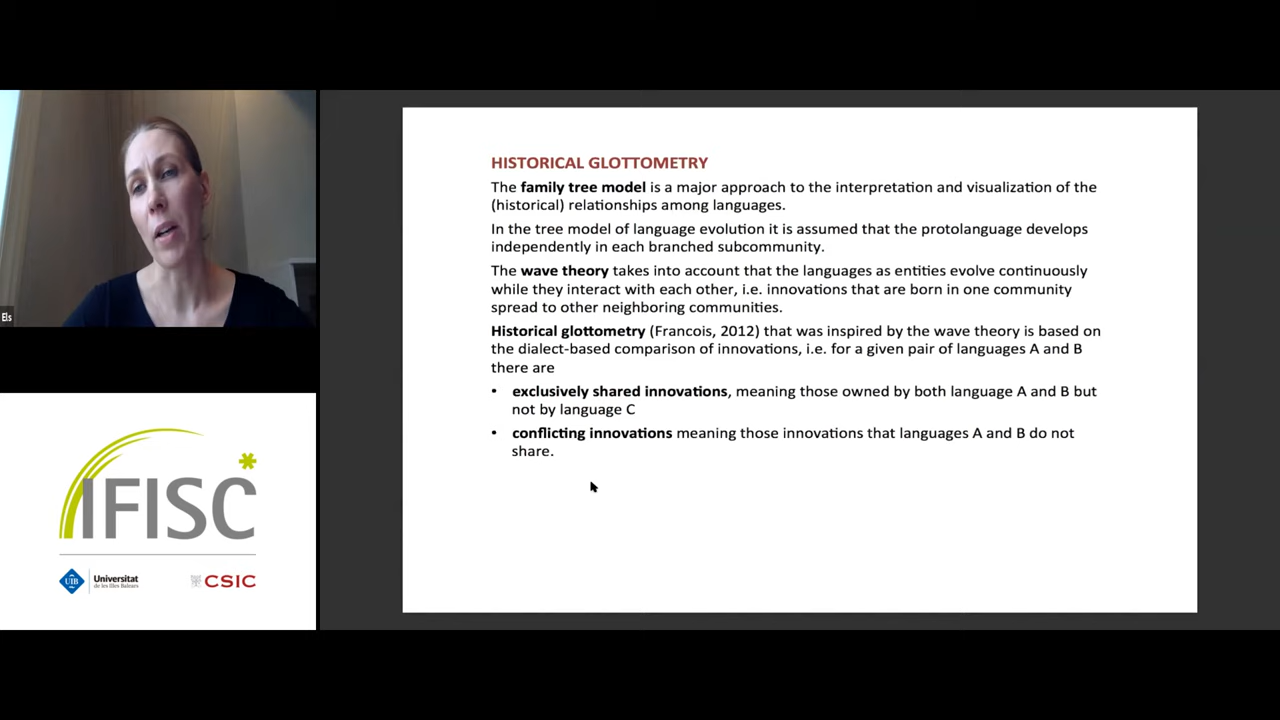 HISTORICAL GLOTTOMETRY
The family tree model is a major approach to the interpretation and visualization of the
(historical) relationships among languages.
In the tree model of language evolution it is assumed that the protolanguage develops
independently in each branched subcommunity.
The wave theory takes into account that the languages as entities evolve continuously
while they interact with each other, i.e. innovations that are born in one community
spread to other neighboring communities.
Historical glottometry (Francois, 2012) that was inspired by the wave theory is based on
the dialect-based comparison of innovations, i.e. for a given pair of languages A and B
there are
• exclusively shared innovations, meaning those owned by both language A and B but
not by language C
• conflicting innovations meaning those innovations that languages A and B do not
share.
Els
IFISC
UIB
Universitat
de les Illes Balears
CSIC